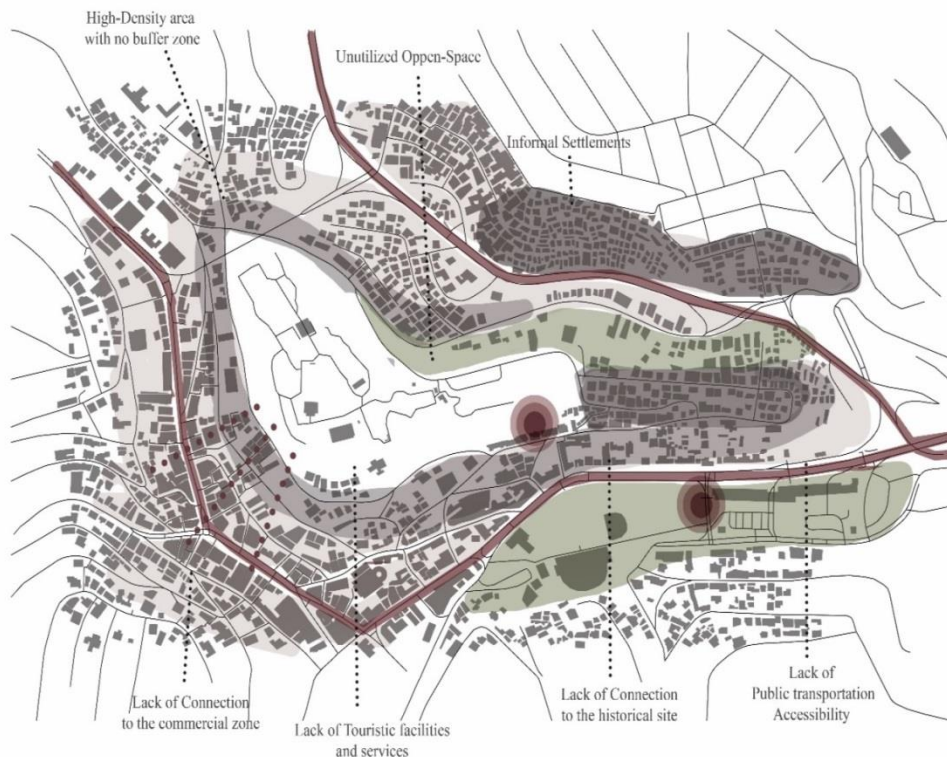 High-Density area
with no buffer zone
Unutilized Oppen-Space
Informal Settlements
Lack of Connection
to the commercial zone
Lack of Touristic facilities
and services
Lack of Connection
to the historical site
Lack of
Public transportation
Accessibility